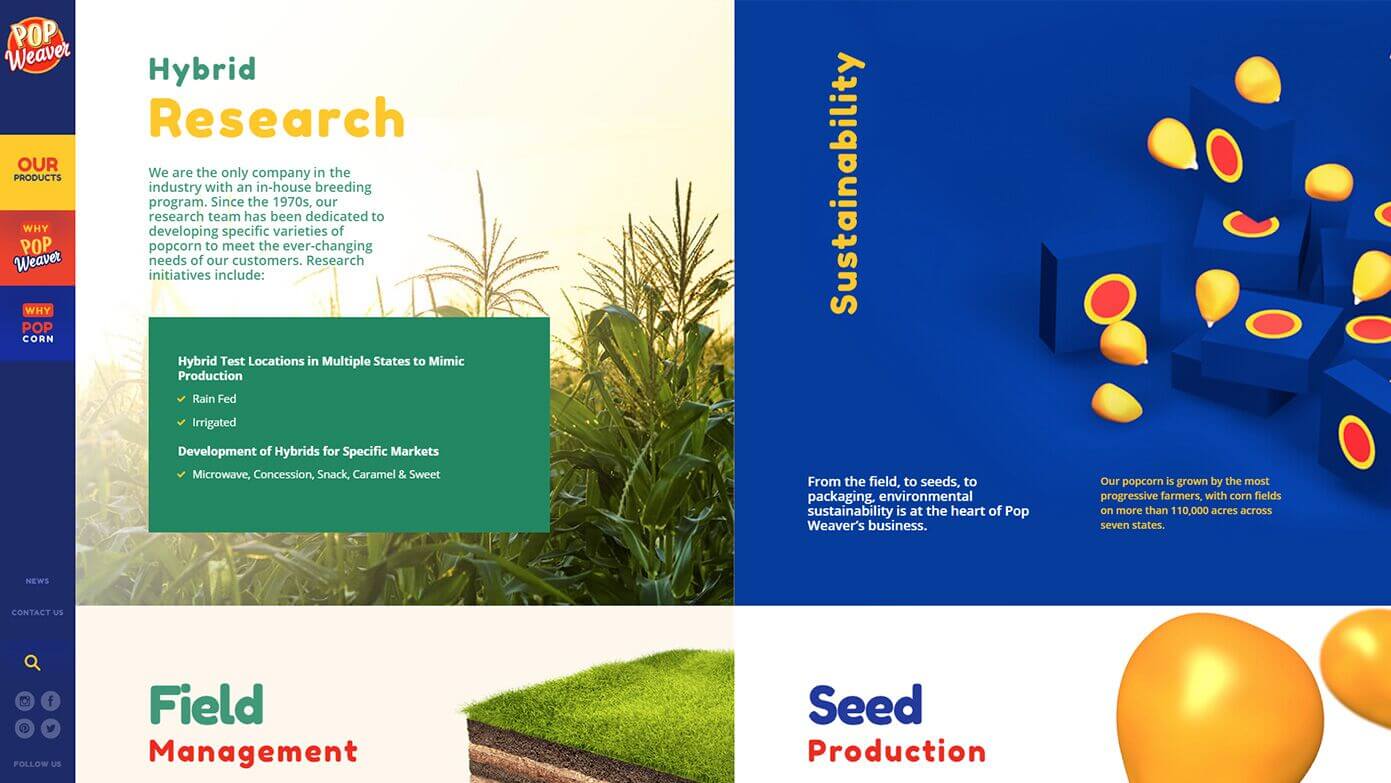 POP
Weaver
OUR
PRODUCTS
WHY
POP
Weaver
WHY
POP
CORN
NEWS
CONTACT US
FOLLOW US
Hybrid
Research
We are the only company in the
industry with an in-house breeding
program. Since the 1970s, our
research team has been dedicated to
developing specific varieties of
popcorn to meet the ever-changing
needs of our customers. Research
initiatives include:
Hybrid Test Locations in Multiple States to Mimic
Production
Rain Fed
Irrigated
Development of Hybrids for Specific Markets
Microwave, Concession, Snack, Caramel & Sweet
Sustainability
From the field, to seeds, to
packaging, environmental
sustainability is at the heart of Pop
Weaver’s business.
Our popcorn is grown by the most
progressive farmers, with corn fields
on more than 110,000 acres across
seven states.
Field
Management
Seed
Production